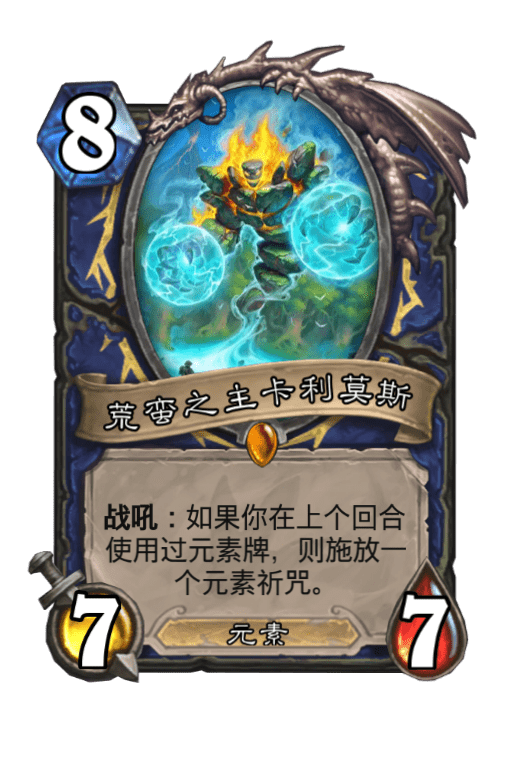 8
荒蛮之主卡利莫斯
战吼：如果你在上个回合
使用过元素牌，则施放一
个元素祈咒。
7
元素
7